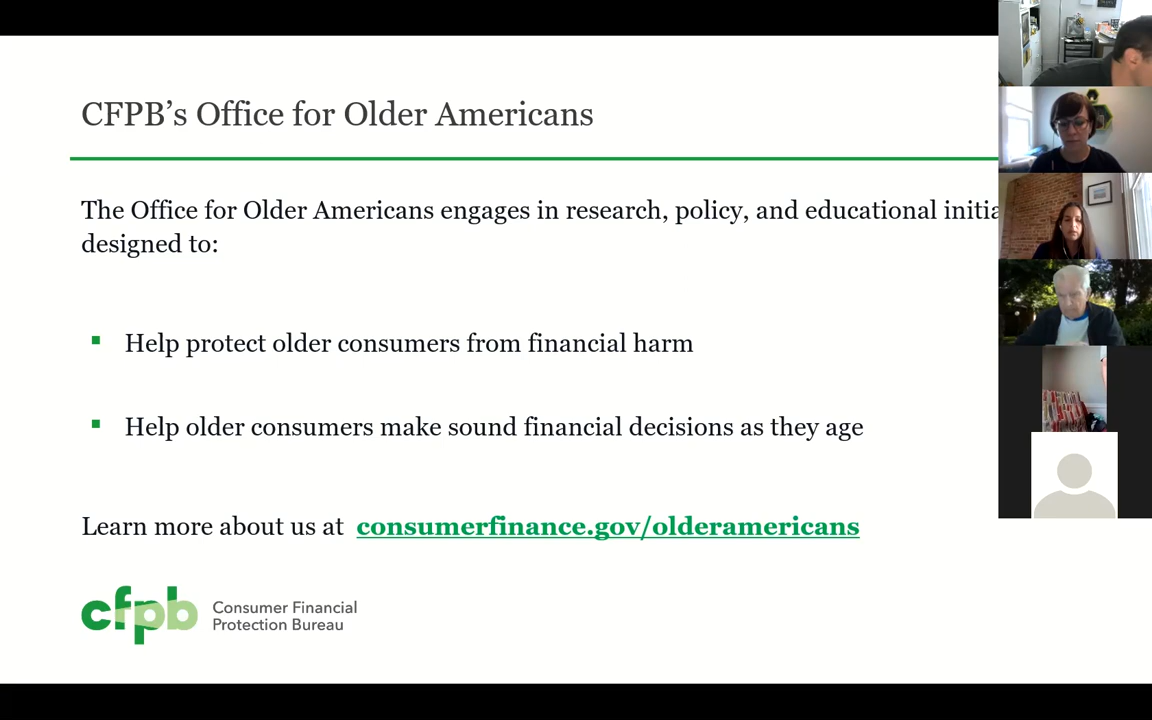 CFPB’s Office for Older Americans
The Office for Older Americans engages in research, policy, and educational
designed to:
Help protect older consumers from financial harm
Help older consumers make sound financial decisions as they age
Learn more about us at consumerfinance.gov/olderamericans
cfpb
Consumer Financial
Protection Bureau